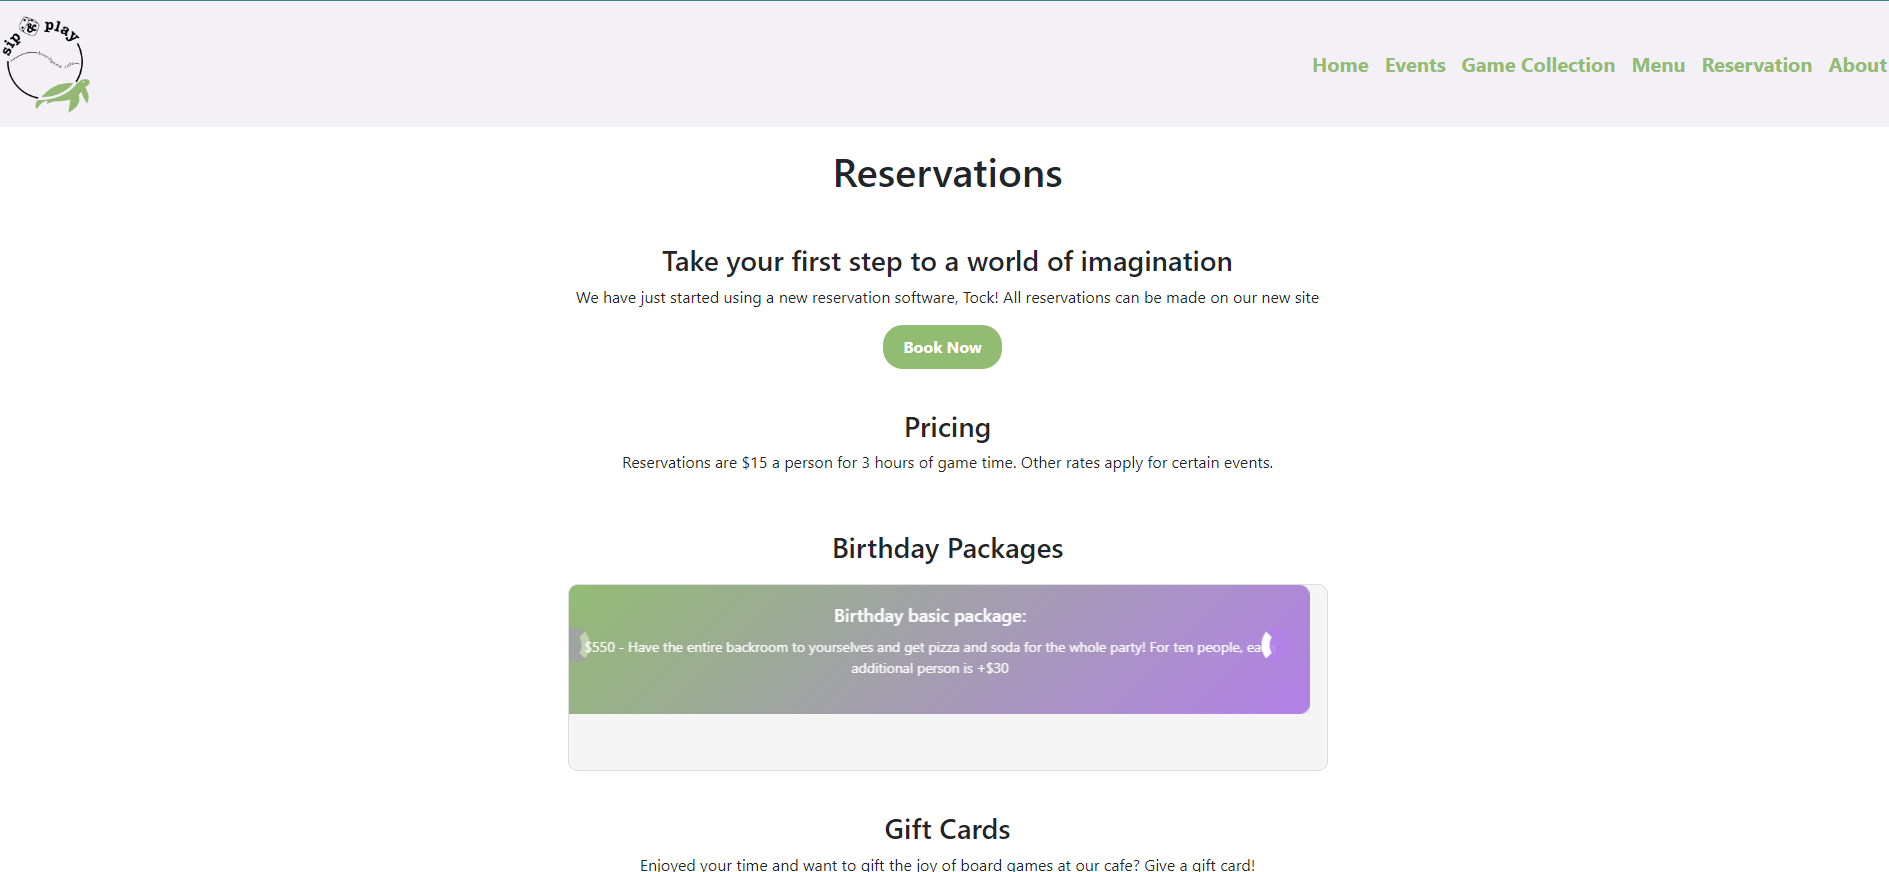 sip & play
boardgame cafe
Home Events Game Collection Menu Reservation About
Reservations
Take your first step to a world of imagination
We have just started using a new reservation software, Tock! All reservations can be made on our new site
Book Now
Pricing
Reservations are $15 a person for 3 hours of game time. Other rates apply for certain events.
Birthday Packages
Birthday basic package:
$550 - Have the entire backroom to yourselves and get pizza and soda for the whole party! For ten people, each
additional person is +$30
Gift Cards
Enjoyed your time and want to gift the joy of board games at our cafe? Give a gift card!